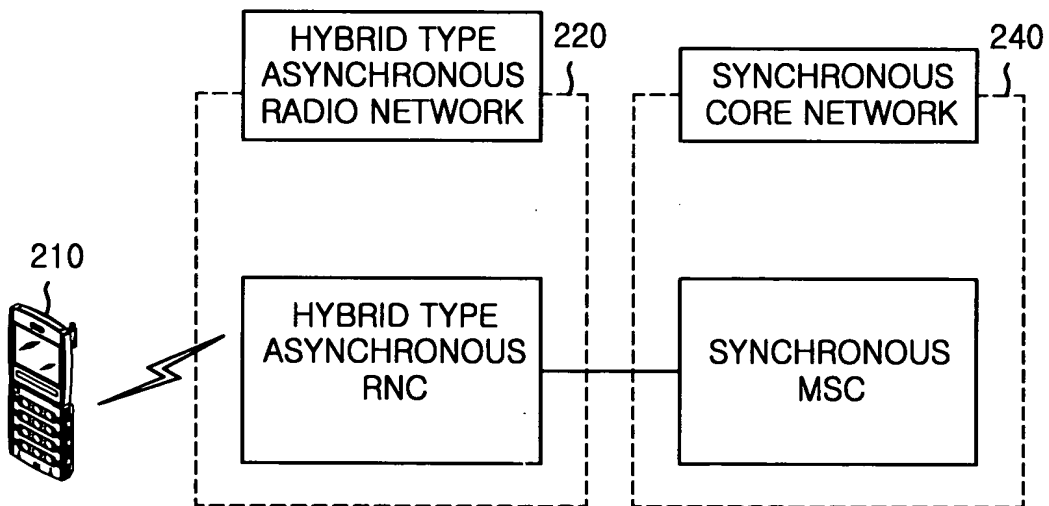 HYBRID TYPE
ASYNCHRONOUS
RADIO NETWORK
220
SYNCHRONOUS
CORE NETWORK
240
210
HYBRID TYPE
ASYNCHRONOUS
RNC
SYNCHRONOUS
MSC